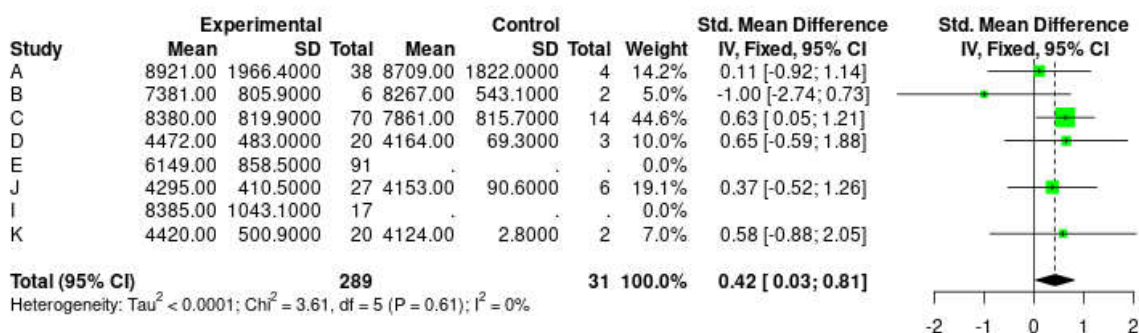 Experimental Control Std. Mean Difference Std. Mean Difference
Study Mean SD Total Mean SD Total Weight IV, Fixed, 95% CI IV, Fixed, 95% CI
A 8921.00 1966.4000 38 8709.00 1822.0000 4 14.2% 0.11 [-0.92; 1.14]
B 7381.00 805.9000 6 8267.00 543.1000 2 5.0% -1.00 [-2.74; 0.73]
C 8380.00 819.9000 70 7861.00 815.7000 14 44.6% 0.63 [ 0.05; 1.21]
D 4472.00 483.0000 20 4164.00 69.3000 3 10.0% 0.65 [-0.59; 1.88]
E 6149.00 858.5000 91 . . . 0.0%
J 4295.00 410.5000 27 4153.00 90.6000 6 19.1% 0.37 [-0.52; 1.26]
I 8385.00 1043.1000 17 . . . 0.0%
K 4420.00 500.9000 20 4124.00 2.8000 2 7.0% 0.58 [-0.88; 2.05]
Total (95% CI) 289 31 100.0% 0.42 [ 0.03; 0.81]
Heterogeneity: Tau² < 0.0001; Chi² = 3.61, df = 5 (P = 0.61); I² = 0%
-2 -1 0 1 2